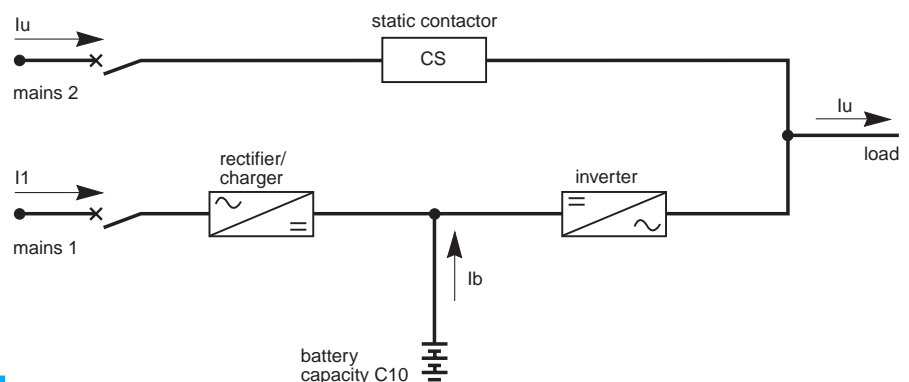 static contactor
Iu
CS
mains 2
Iu
load
rectifier/
charger
inverter
I1
mains 1
Ib
battery
capacity C10